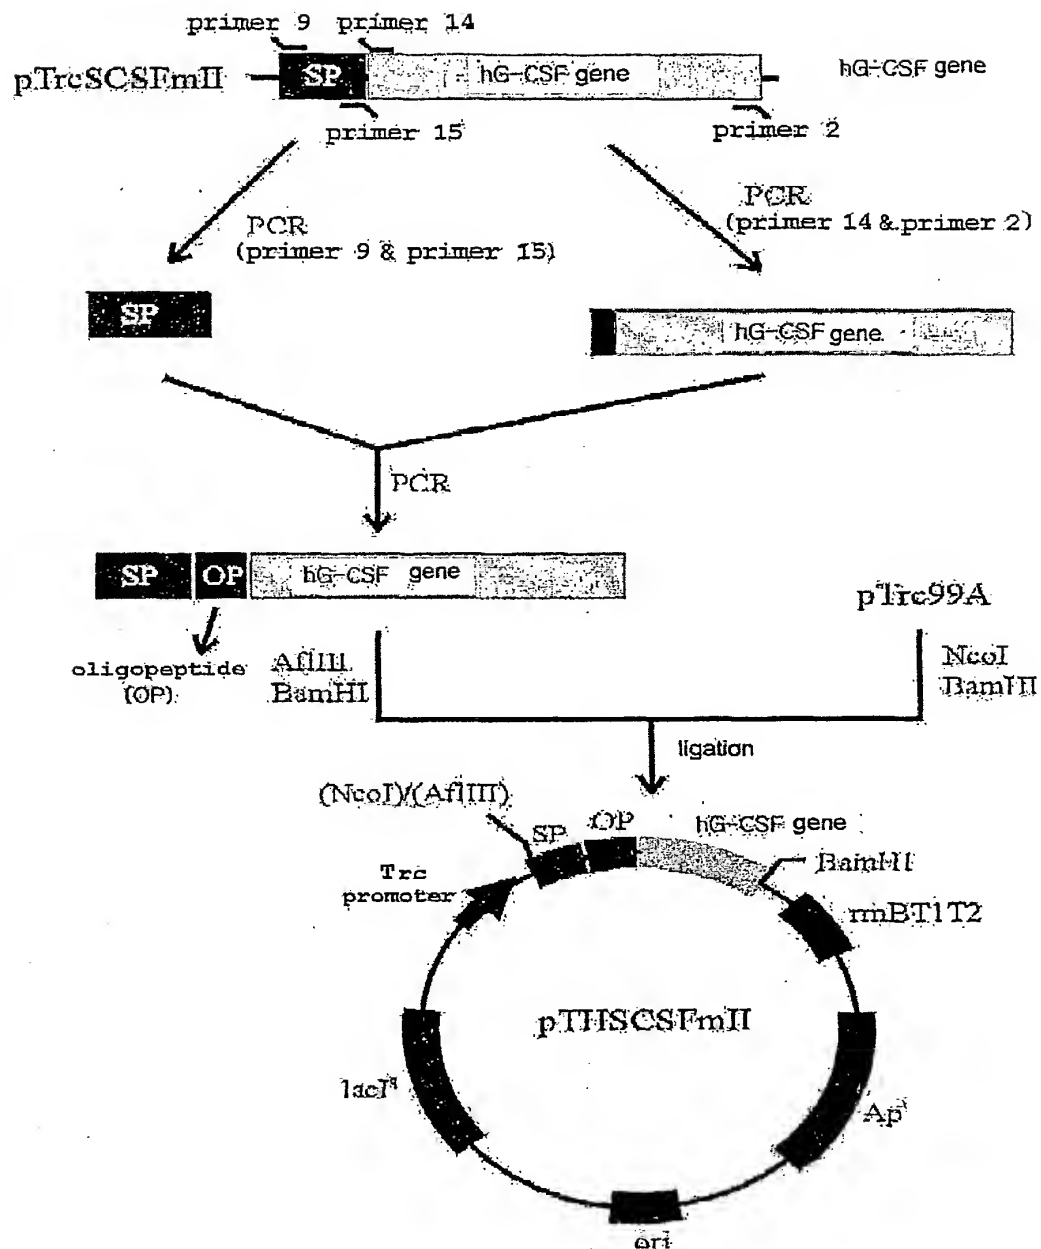 primer 9
primer 14
pTrcSCSFmII
SP
hG-CSF gene
hG-CSF gene
primer 15
primer 2
PCR
(primer 9 & primer 15)
PCR
(primer 14 & primer 2)
SP
hG-CSF gene
PCR
SP
OP
hG-CSF gene
pTrc99A
oligopeptide
(OP)
AflIII
BamHI
NcoI
BamHI
ligation
(NcoI)/(AflIII)
SP
OP
hG-CSF gene
BamHI
Trc
promoter
rrnBT1T2
pTHSCSFmII
lacIq
Apr
ori